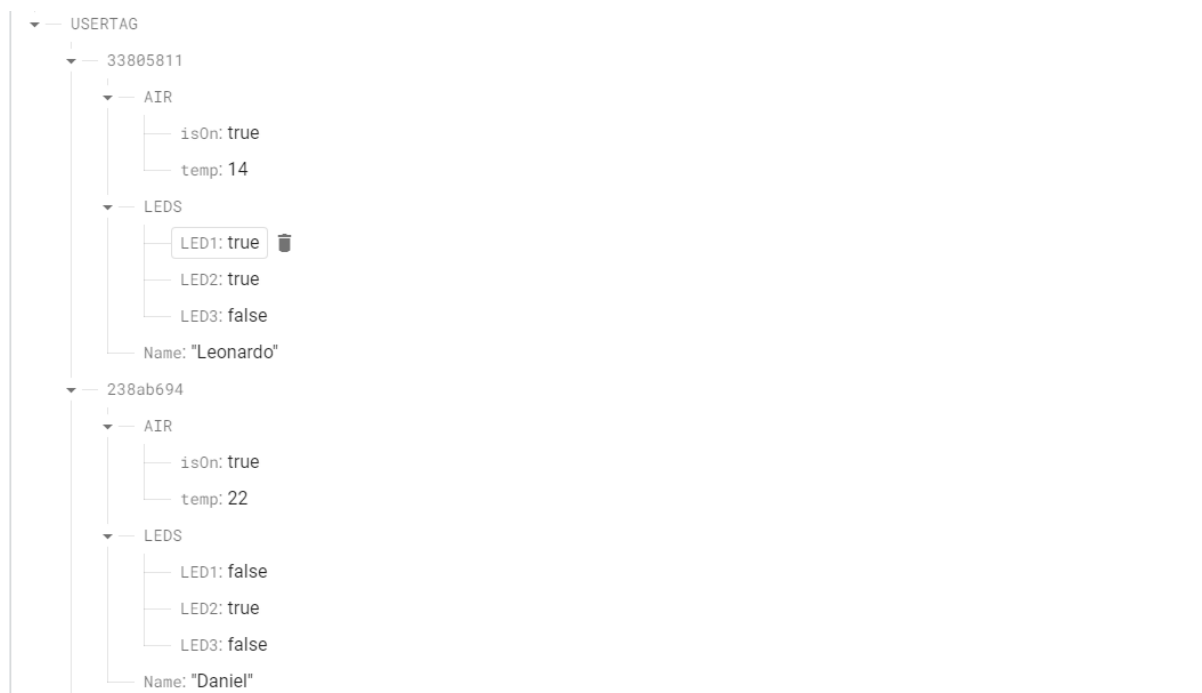 USERTAG
33805811
AIR
isOn: true
temp: 14
LEDS
LED1: true
LED2: true
LED3: false
Name: "Leonardo"
238ab694
AIR
isOn: true
temp: 22
LEDS
LED1: false
LED2: true
LED3: false
Name: "Daniel"